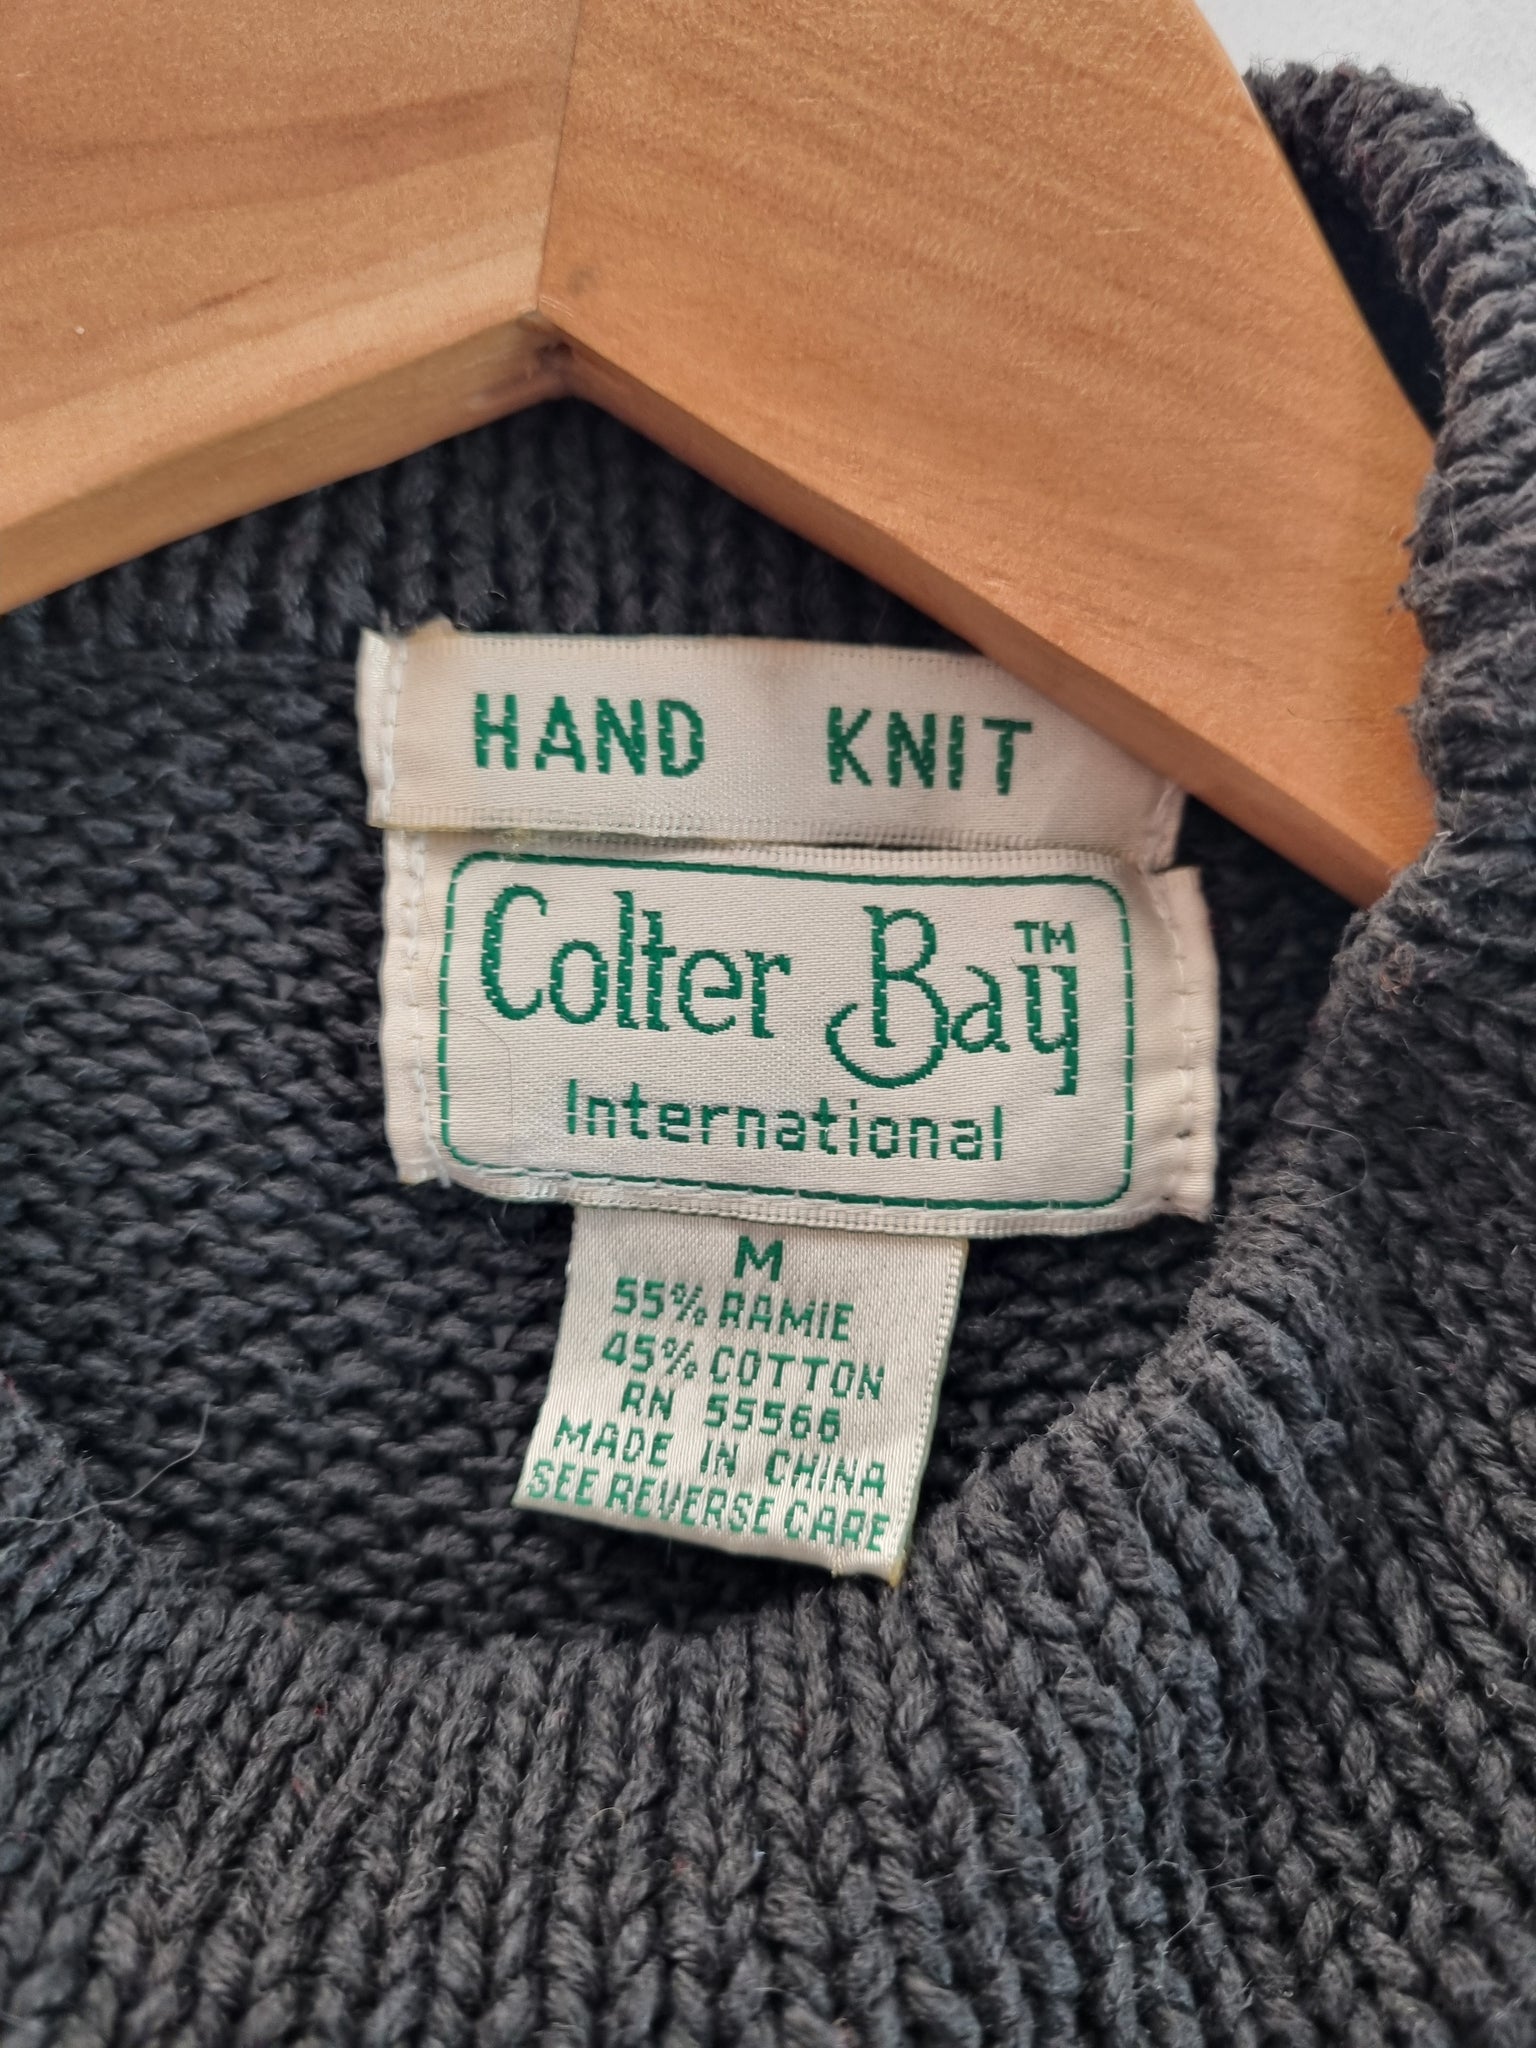 HAND KNIT
Colter Bay™
International
M
55% RAMIE
45% COTTON
RN 55566
MADE IN CHINA
SEE REVERSE CARE